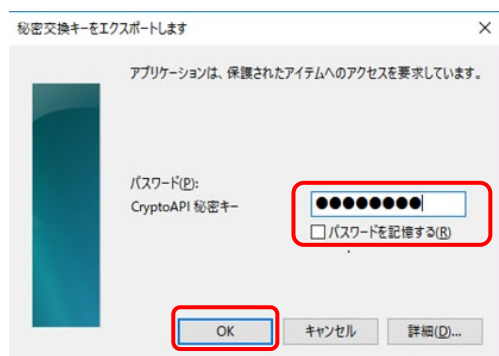 秘密交換キーをエクスポートします
アプリケーションは、保護されたアイテムへのアクセスを要求しています。
パスワード(P):
CryptoAPI 秘密キー
●●●●●●●●
パスワードを記憶する(R)
OK キャンセル 詳細(D)...